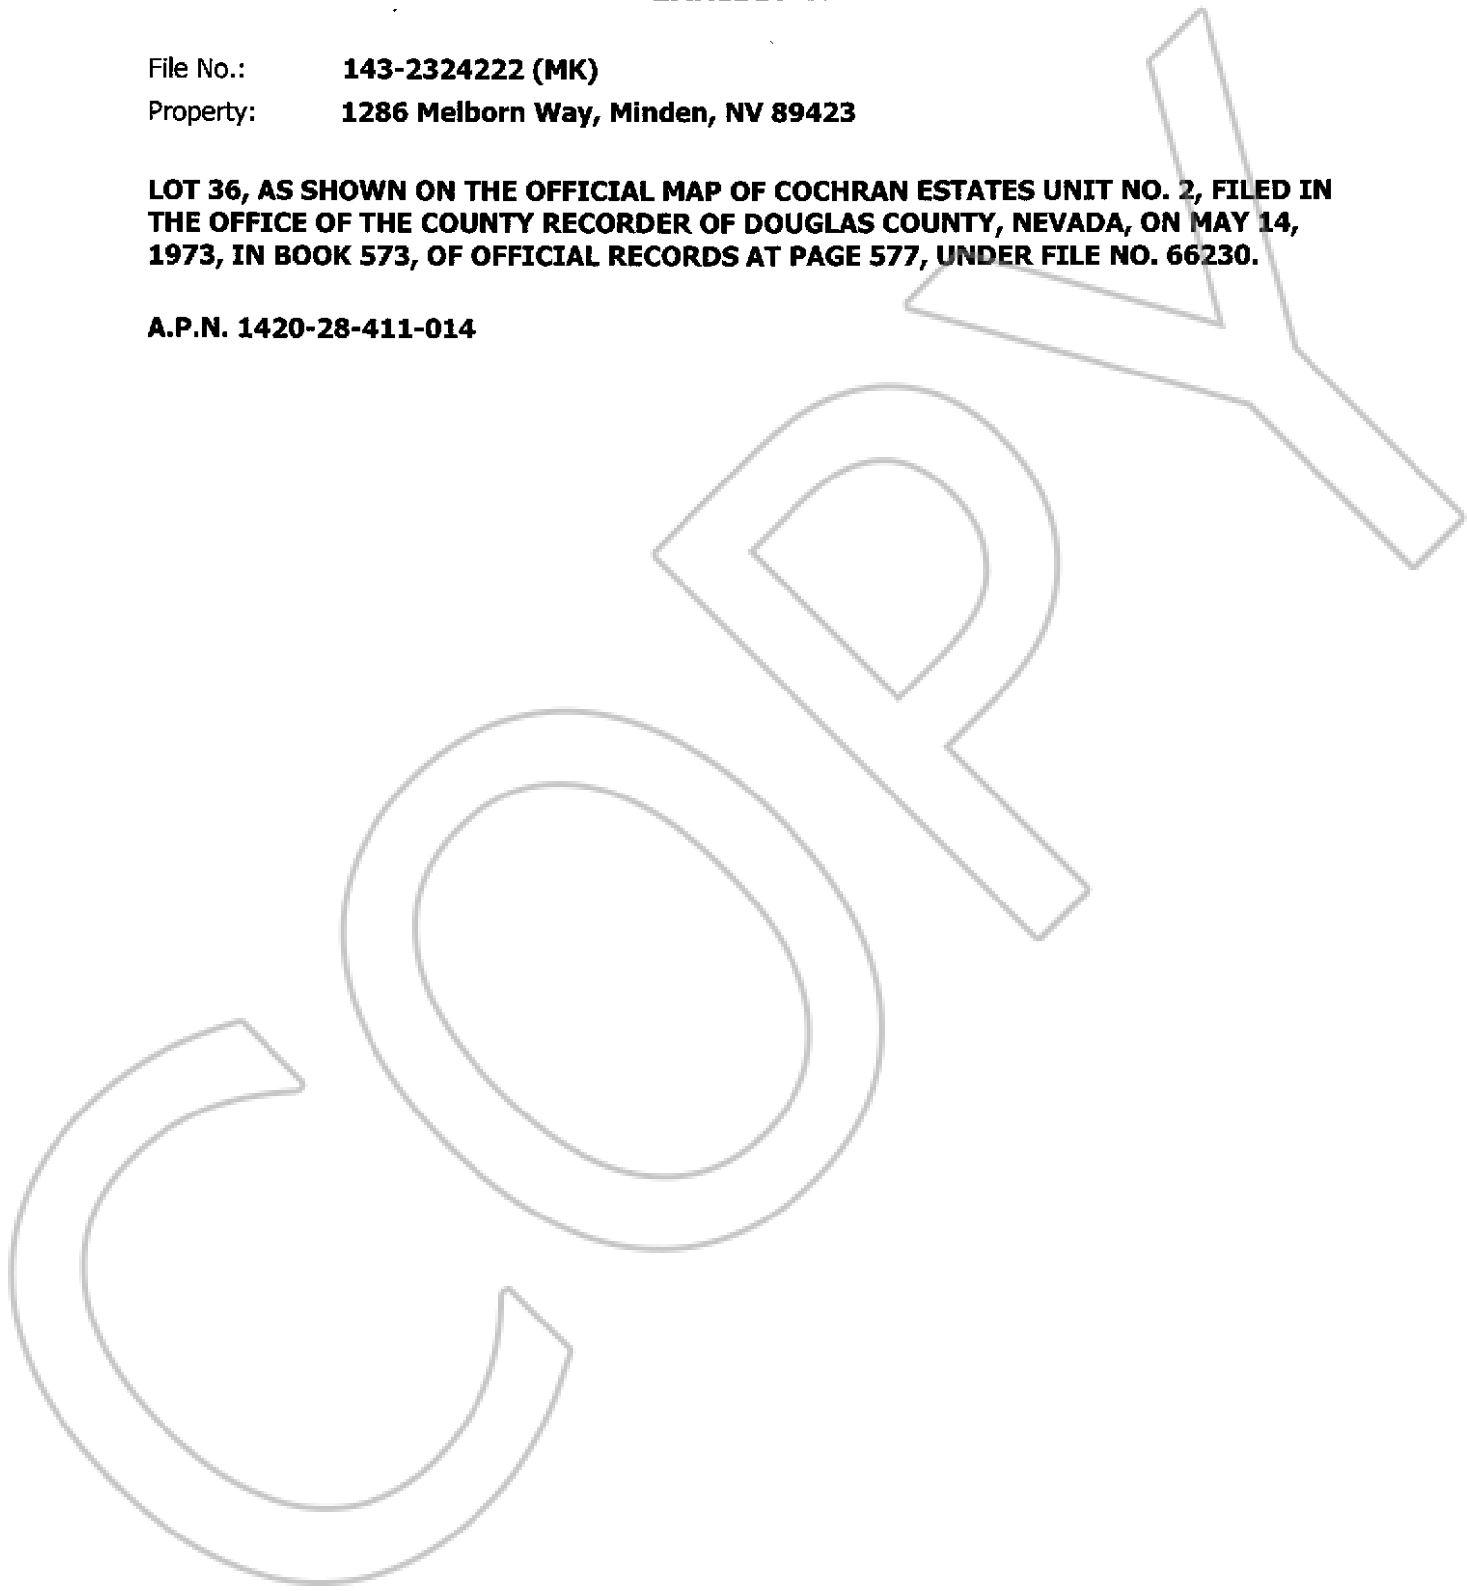 File No.: 143-2324222 (MK)
Property: 1286 Melborn Way, Minden, NV 89423
LOT 36, AS SHOWN ON THE OFFICIAL MAP OF COCHRAN ESTATES UNIT NO. 2, FILED IN
THE OFFICE OF THE COUNTY RECORDER OF DOUGLAS COUNTY, NEVADA, ON MAY 14,
1973, IN BOOK 573, OF OFFICIAL RECORDS AT PAGE 577, UNDER FILE NO. 66230.
A.P.N. 1420-28-411-014
COPY